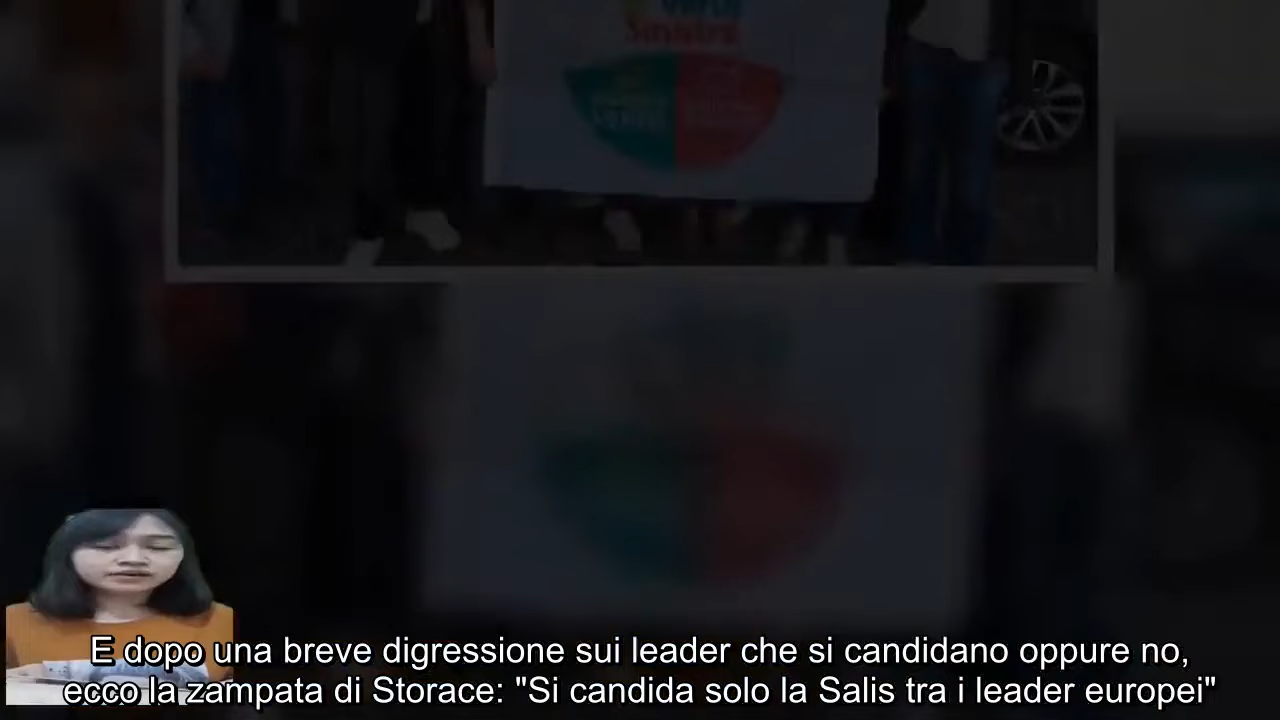 Sinistra
E dopo una breve digressione sui leader che si candidano oppure no,
ecco la zampata di Storace: "Si candida solo la Salis tra i leader europei"